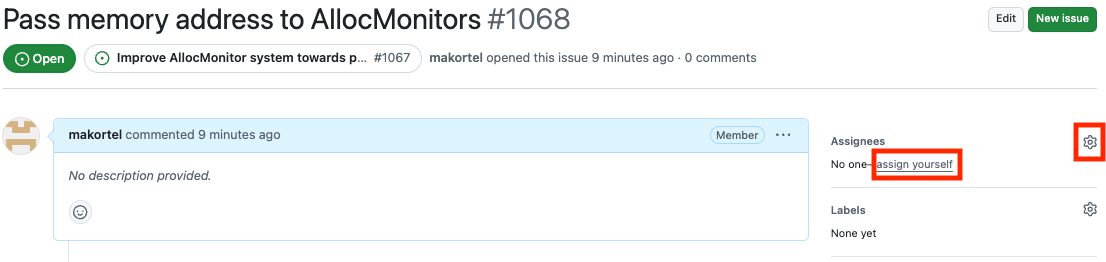 Pass memory address to AllocMonitors #1068
Edit
New issue
Open
Improve AllocMonitor system towards p... #1067
makortel opened this issue 9 minutes ago · 0 comments
makortel commented 9 minutes ago
Member
No description provided.
Assignees
No one–assign yourself
Labels
None yet